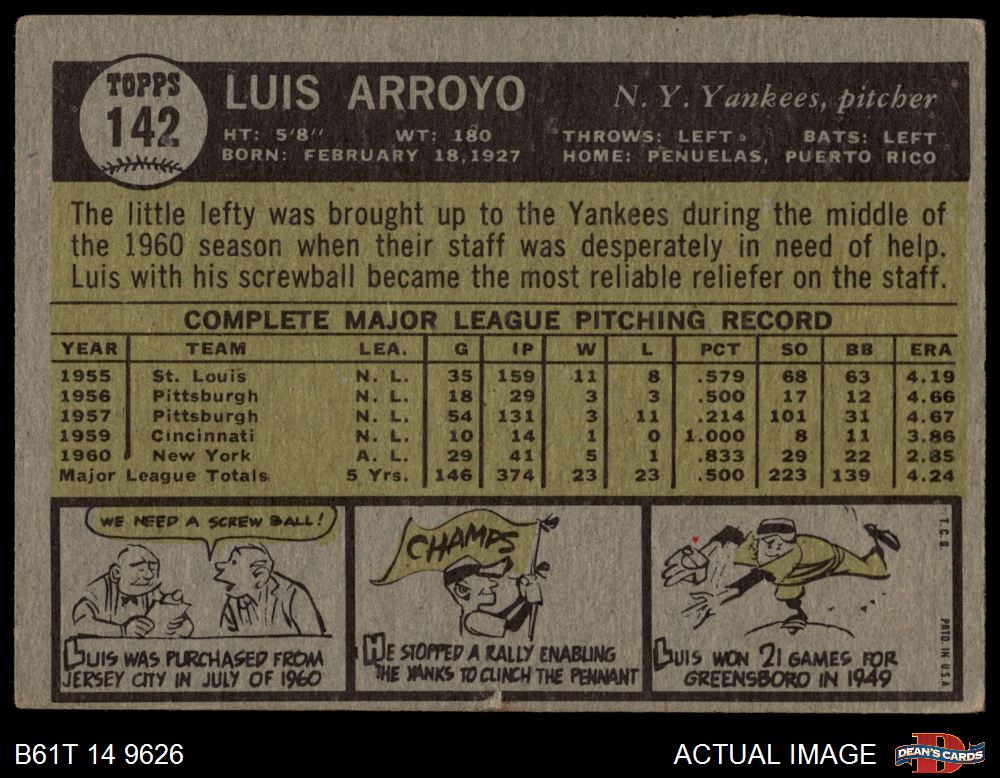 TOPPS
142
LUIS ARROYO
N. Y. Yankees, pitcher
HT: 5'8" WT: 180 THROWS: LEFT BATS: LEFT
BORN: FEBRUARY 18, 1927 HOME: PENUELAS, PUERTO RICO
The little lefty was brought up to the Yankees during the middle of
the 1960 season when their staff was desperately in need of help.
Luis with his screwball became the most reliable reliefer on the staff.
COMPLETE MAJOR LEAGUE PITCHING RECORD
YEAR TEAM LEA. G IP W L PCT SO BB ERA
1955 St. Louis N. L. 35 159 11 8 .579 68 63 4.19
1956 Pittsburgh N. L. 18 29 3 3 .500 17 12 4.66
1957 Pittsburgh N. L. 54 131 3 11 .214 101 31 4.67
1959 Cincinnati N. L. 10 14 1 0 1.000 8 11 3.86
1960 New York A. L. 29 41 5 1 .833 29 22 2.85
Major League Totals 5 Yrs. 146 374 23 23 .500 223 139 4.24
WE NEED A SCREW BALL!
LUIS WAS PURCHASED FROM
JERSEY CITY IN JULY OF 1960
CHAMPS
HE STOPPED A RALLY ENABLING
THE YANKS TO CLINCH THE PENNANT
LUIS WON 21 GAMES FOR
GREENSBORO IN 1949
T.C.G.
PRTD. IN U.S.A.
B61T 14 9626
ACTUAL IMAGE
DEAN'S CARDS